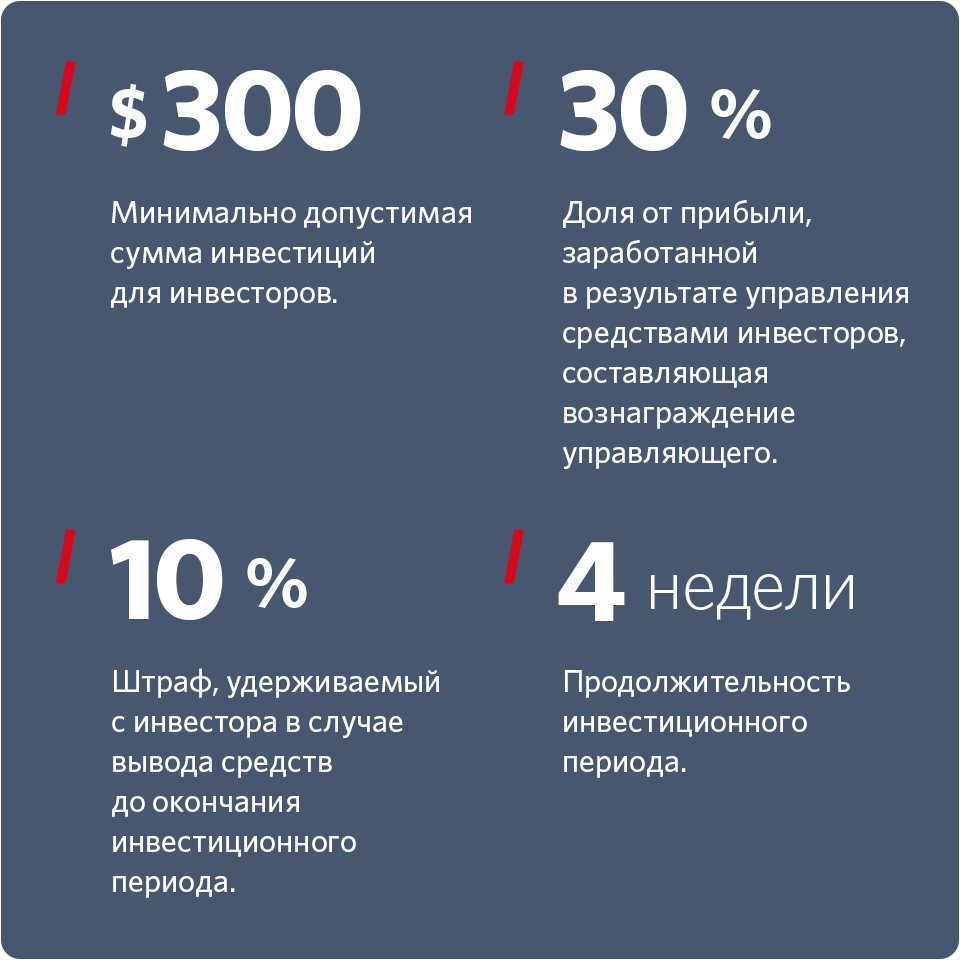 $ 300
Минимально допустимая
сумма инвестиций
для инвесторов.
30 %
Доля от прибыли,
заработанной
в результате управления
средствами инвесторов,
составляющая
вознаграждение
управляющего.
10 %
Штраф, удерживаемый
с инвестора в случае
вывода средств
до окончания
инвестиционного
периода.
4 недели
Продолжительность
инвестиционного
периода.